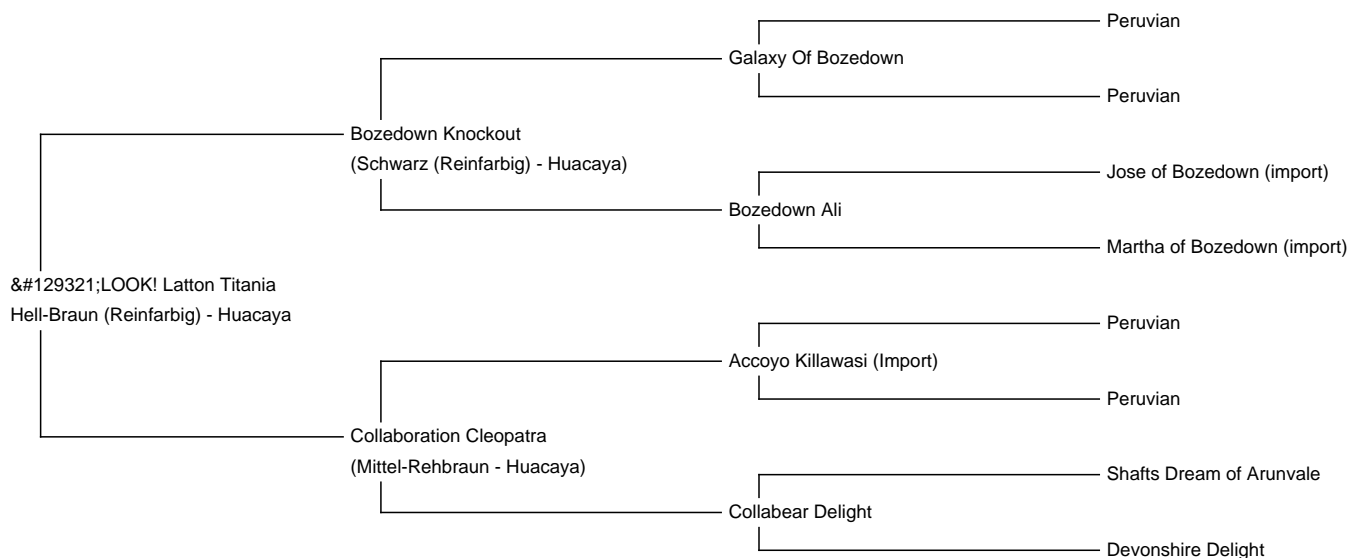 Peruvian
Galaxy Of Bozedown
Peruvian
Bozedown Knockout
(Schwarz (Reinfarbig) - Huacaya)
Jose of Bozedown (import)
Bozedown Ali
Martha of Bozedown (import)
&#129321;LOOK! Latton Titania
Hell-Braun (Reinfarbig) - Huacaya
Peruvian
Accoyo Killawasi (Import)
Peruvian
Collaboration Cleopatra
(Mittel-Rehbraun - Huacaya)
Shafts Dream of Arunvale
Collabear Delight
Devonshire Delight